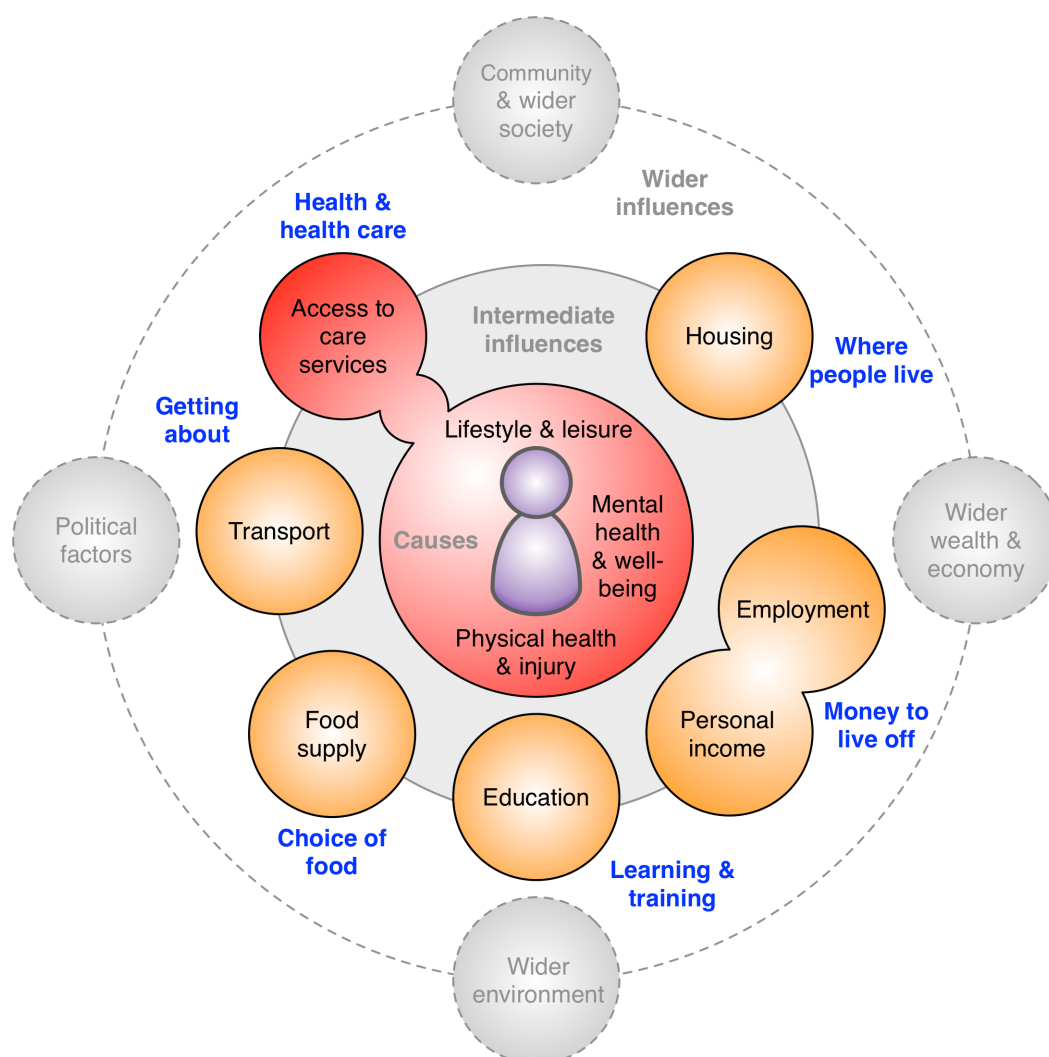 Community
& wider
society
Wider
influences
Health &
health care
Access to
care
services
Intermediate
influences
Housing
Where
people live
Getting
about
Lifestyle & leisure
Political
factors
Transport
Causes
Mental
health
& well-
being
Wider
wealth &
economy
Employment
Physical health
& injury
Food
supply
Personal
income
Money to
live off
Education
Choice of
food
Learning &
training
Wider
environment